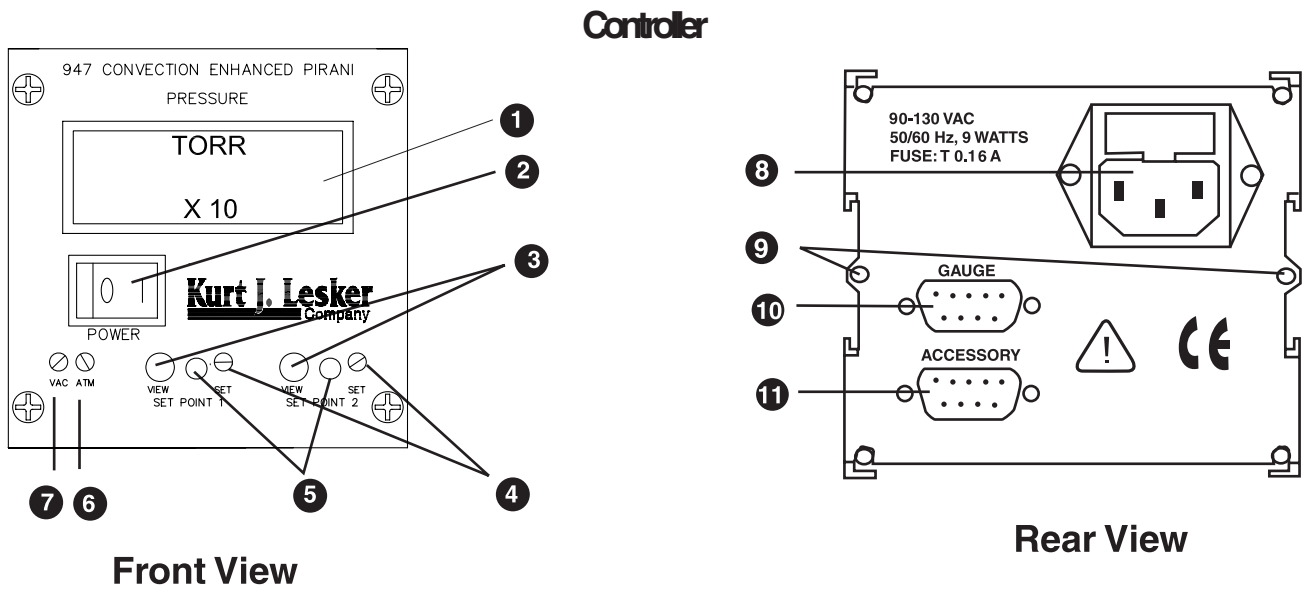 Controller
947 CONVECTION ENHANCED PIRANI
PRESSURE
TORR
X 10
0 1
POWER
Kurt J. Lesker
Company
VAC ATM
VIEW SET
SET POINT 1
VIEW SET
SET POINT 2
1
2
3
4
5
6
7
Front View
90-130 VAC
50/60 Hz, 9 WATTS
FUSE: T 0.16 A
GAUGE
ACCESSORY
!
CE
8
9
10
11
Rear View